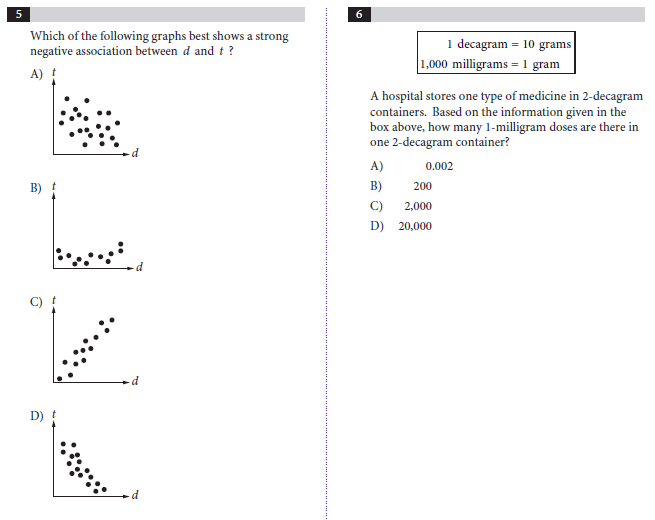 5
Which of the following graphs best shows a strong
negative association between d and t ?
A) t
d
B) t
d
C) t
d
D) t
d
6
1 decagram = 10 grams
1,000 milligrams = 1 gram
A hospital stores one type of medicine in 2-decagram
containers. Based on the information given in the
box above, how many 1-milligram doses are there in
one 2-decagram container?
A) 0.002
B) 200
C) 2,000
D) 20,000